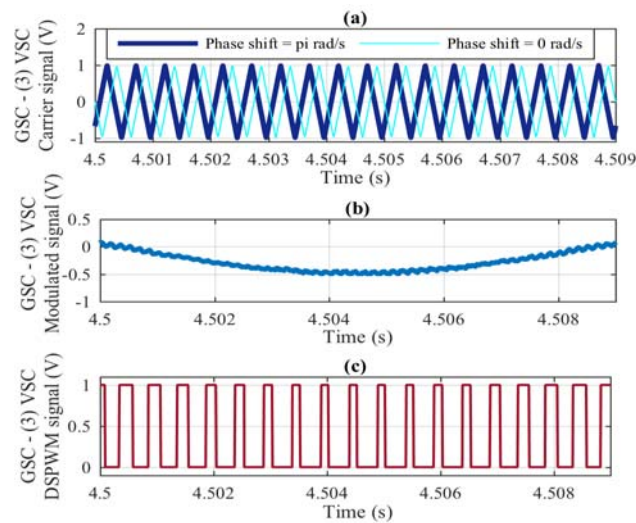 (a)
GSC - (3) VSC
Carrier signal (V)
2
1
0
-1
Phase shift = pi rad/s
Phase shift = 0 rad/s
4.5 4.501 4.502 4.503 4.504 4.505 4.506 4.507 4.508 4.509
Time (s)
(b)
GSC - (3) VSC
Modulated signal (V)
0.5
0
-0.5
-1
4.5 4.502 4.504 4.506 4.508
Time (s)
(c)
GSC - (3) VSC
DSPWM signal (V)
1
0.5
0
4.5 4.502 4.504 4.506 4.508
Time (s)